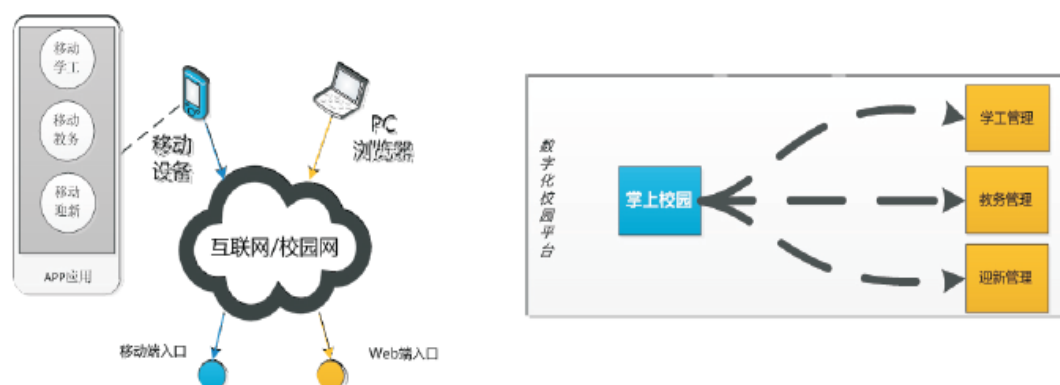 移动
学工
移动
教务
移动
迎新
APP应用
移动
设备
PC
浏览器
互联网/校园网
移动端入口
Web端入口
数字化校园平台
掌上校园
学工管理
教务管理
迎新管理